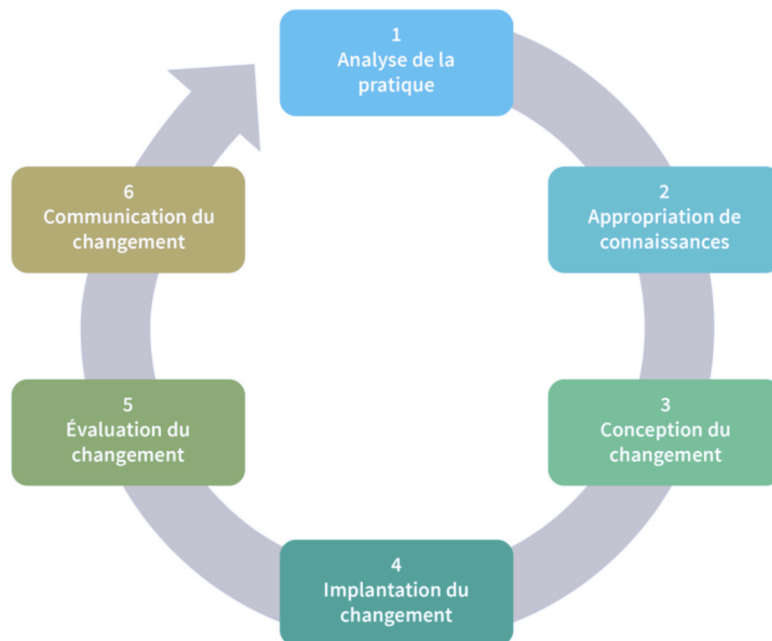 1
Analyse de la
pratique
2
Appropriation de
connaissances
3
Conception du
changement
4
Implantation du
changement
5
Évaluation du
changement
6
Communication du
changement